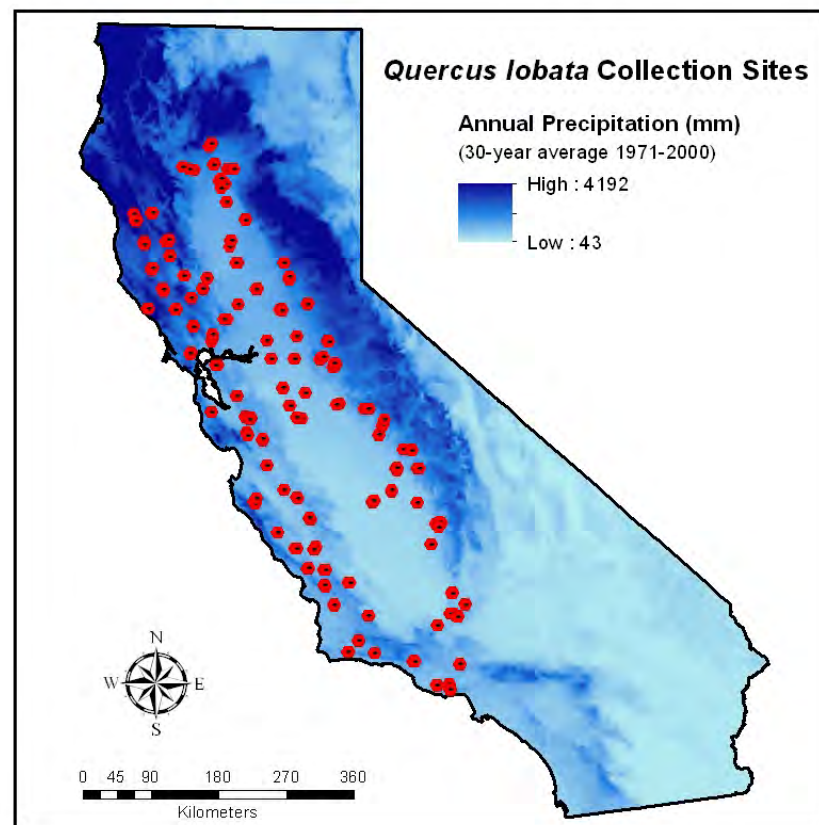 Quercus lobata Collection Sites
Annual Precipitation (mm)
(30-year average 1971-2000)
High : 4192
Low : 43
N
W E
S
0 45 90 180 270 360
Kilometers